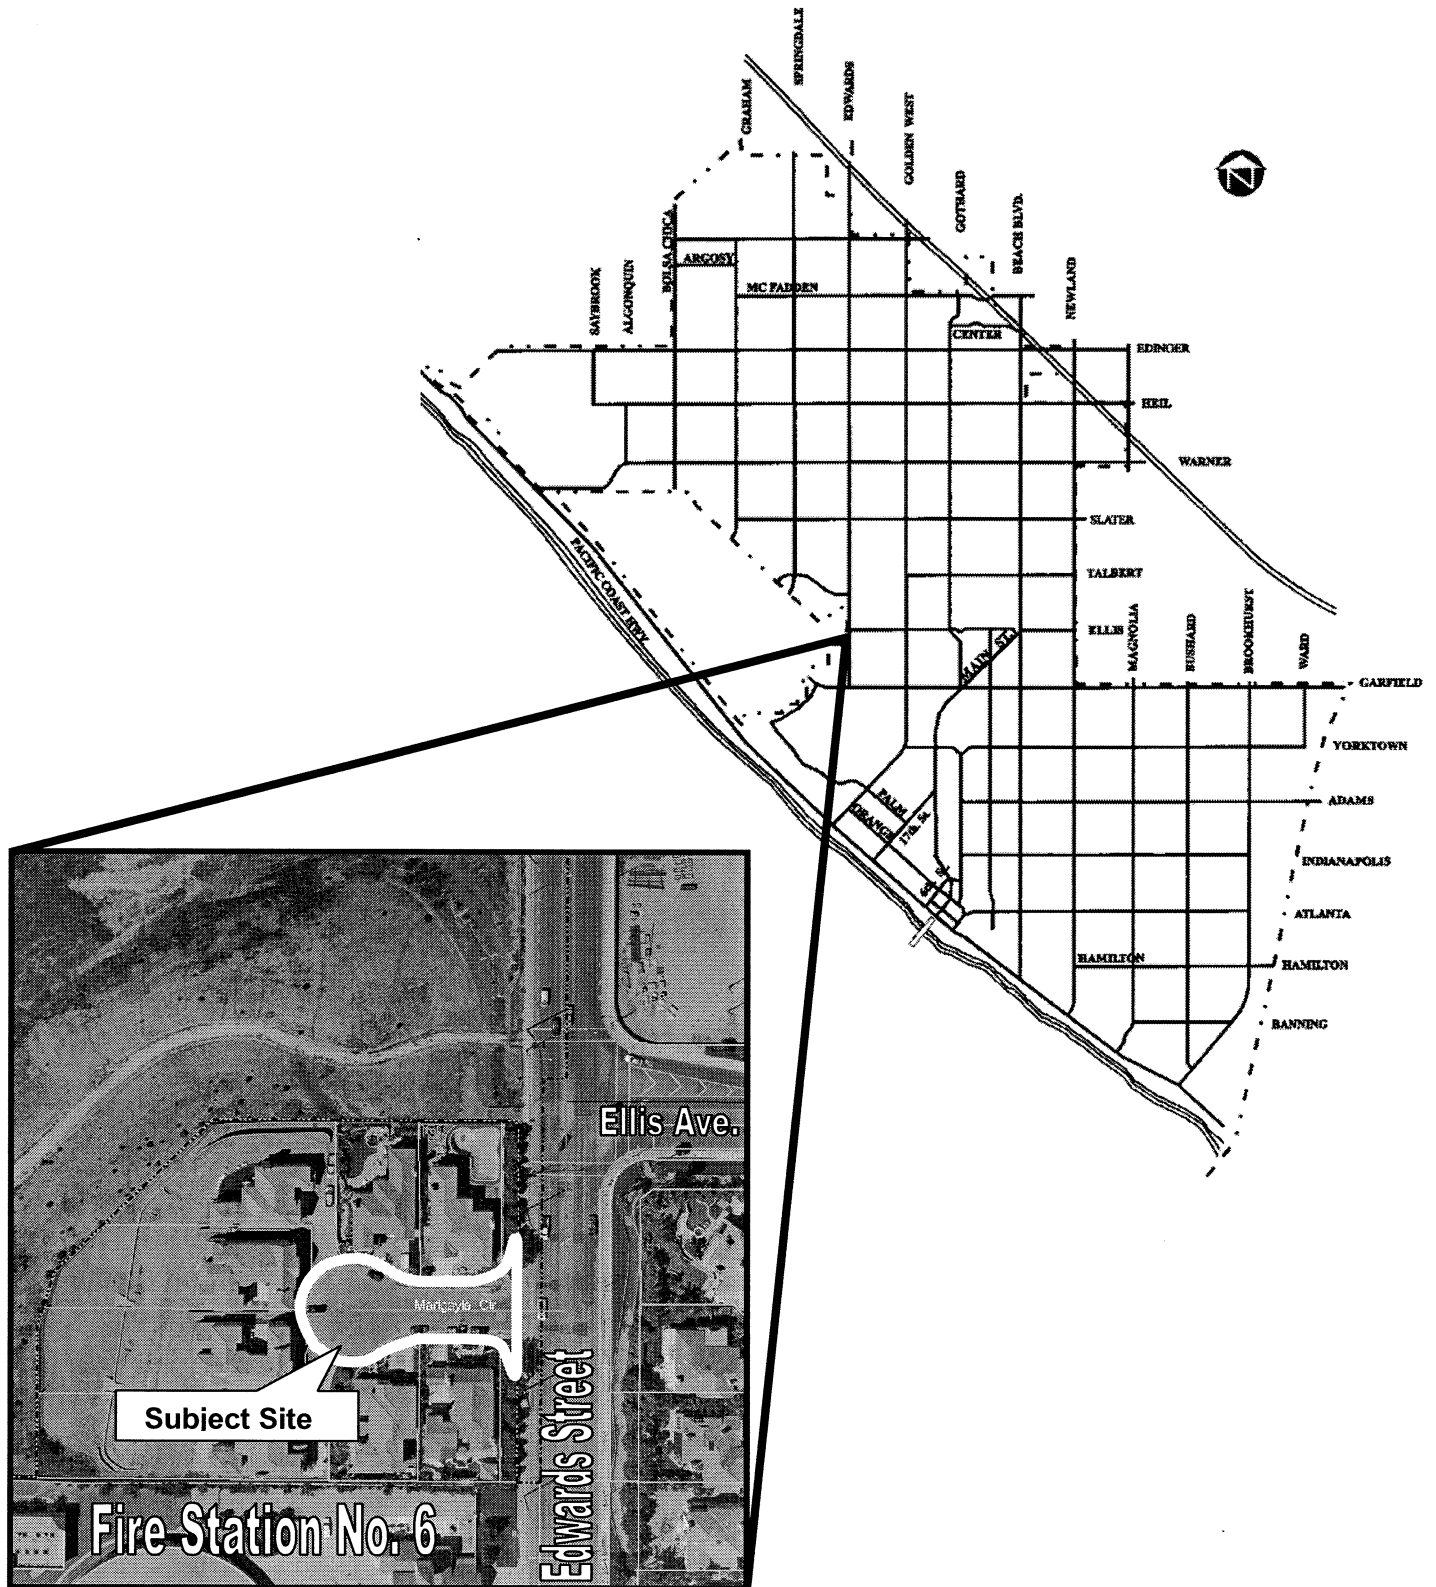 SPRINGDALE
GRAHAM
EDWARDS
GOLDEN WEST
GOTHARD
BEACH BLVD.
NEWLAND
BOLSA CHICA
ALGONQUIN
SAYBROOK
N
ARGOSY
MC FADDEN
CENTER
EDINGER
HEIL
WARNER
SLATER
TALBERT
ELLIS
PACIFIC COAST HWY.
MAIN ST.
MAGNOLIA
BUSHARD
BROOKHURST
WARD
GARFIELD
YORKTOWN
PALM
ORANGE
17th. St.
ADAMS
INDIANAPOLIS
ATLANTA
HAMILTON
HAMILTON
BANNING
Ellis Ave.
Edwards Street
Subject Site
Fire Station No. 6